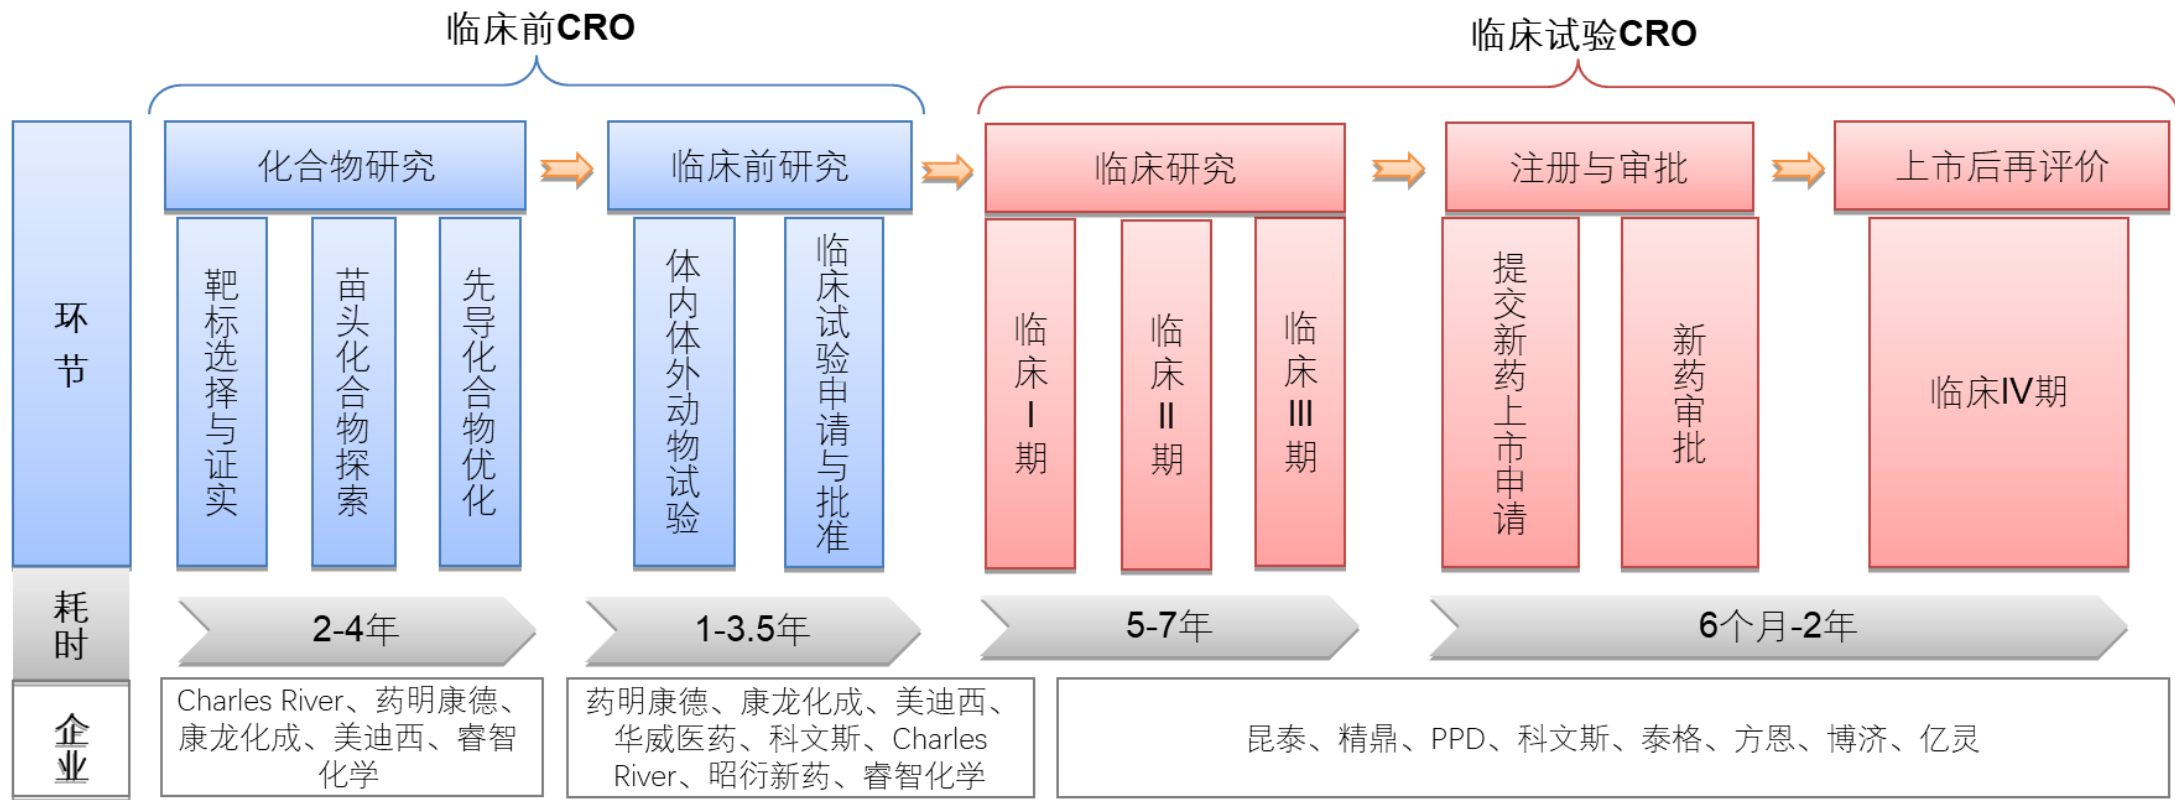 临床前CRO
临床试验CRO
环节
化合物研究
临床前研究
临床研究
注册与审批
上市后再评价
靶标选择与证实
苗头化合物探索
先导化合物优化
体内体外动物试验
临床试验申请与批准
临床I期
临床II期
临床III期
提交新药上市申请
新药审批
临床IV期
耗时
2-4年
1-3.5年
5-7年
6个月-2年
企业
Charles River、药明康德、
康龙化成、美迪西、睿智
化学
药明康德、康龙化成、美迪西、
华威医药、科文斯、Charles
River、昭衍新药、睿智化学
昆泰、精鼎、PPD、科文斯、泰格、方恩、博济、亿灵